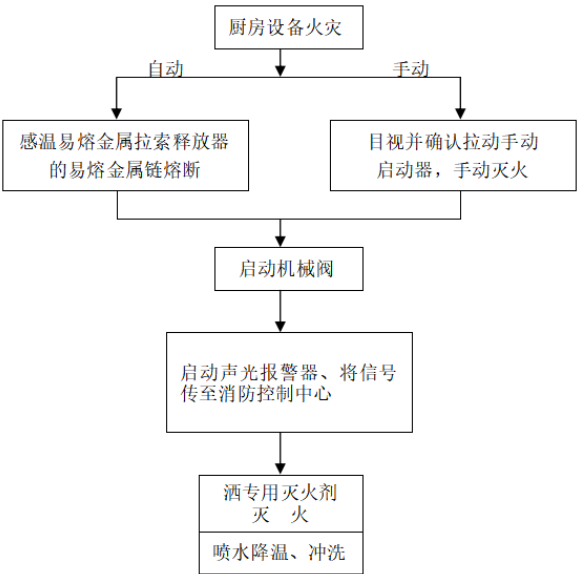 厨房设备火灾
自动
手动
感温易熔金属拉索释放器
的易熔金属链熔断
目视并确认拉动手动
启动器，手动灭火
启动机械阀
启动声光报警器、将信号
传至消防控制中心
洒专用灭火剂
灭 火
喷水降温、冲洗